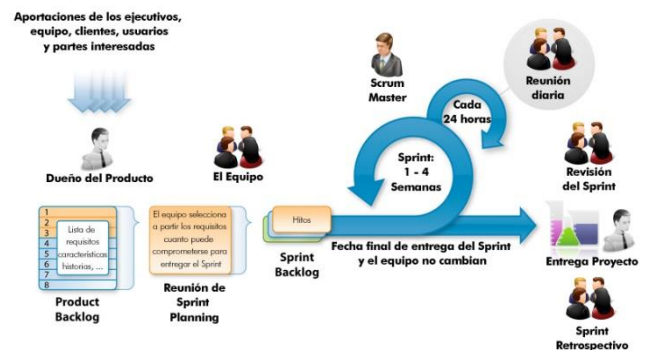 Aportaciones de los ejecutivos,
equipo, clientes, usuarios
y partes interesadas
Dueño del Producto
El Equipo
Scrum
Master
Cada
24 horas
Reunión
diaria
Sprint:
1 - 4
Semanas
Revisión
del Sprint
1
2
3
4
5
6
7
8
Lista de
requisitos
características
historias, ...
Product
Backlog
El equipo selecciona
a partir los requisitos
cuanto puede
comprometerse para
entregar el Sprint
Reunión de
Sprint
Planning
Hitos
Sprint
Backlog
Fecha final de entrega del Sprint
y el equipo no cambian
Entrega Proyecto
Sprint
Retrospectivo